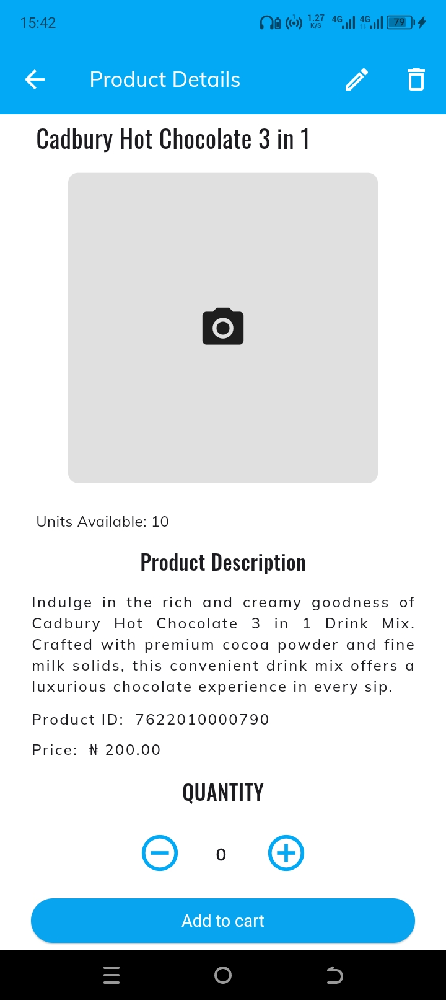 15:42
1
1.27
K/S
4G
4G
79
Product Details
Cadbury Hot Chocolate 3 in 1
Units Available: 10
Product Description
Indulge in the rich and creamy goodness of
Cadbury Hot Chocolate 3 in 1 Drink Mix.
Crafted with premium cocoa powder and fine
milk solids, this convenient drink mix offers a
luxurious chocolate experience in every sip.
Product ID: 7622010000790
Price: ₦ 200.00
QUANTITY
0
Add to cart